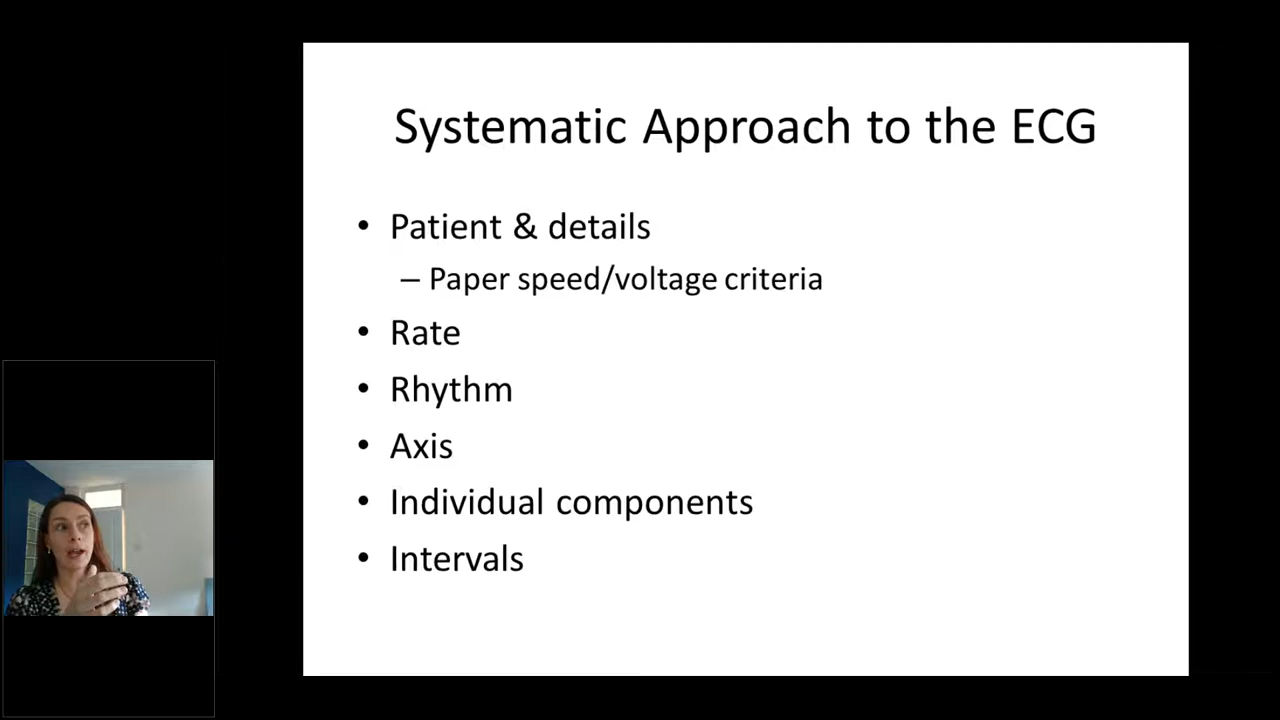 Systematic Approach to the ECG
• Patient & details
– Paper speed/voltage criteria
• Rate
• Rhythm
• Axis
• Individual components
• Intervals